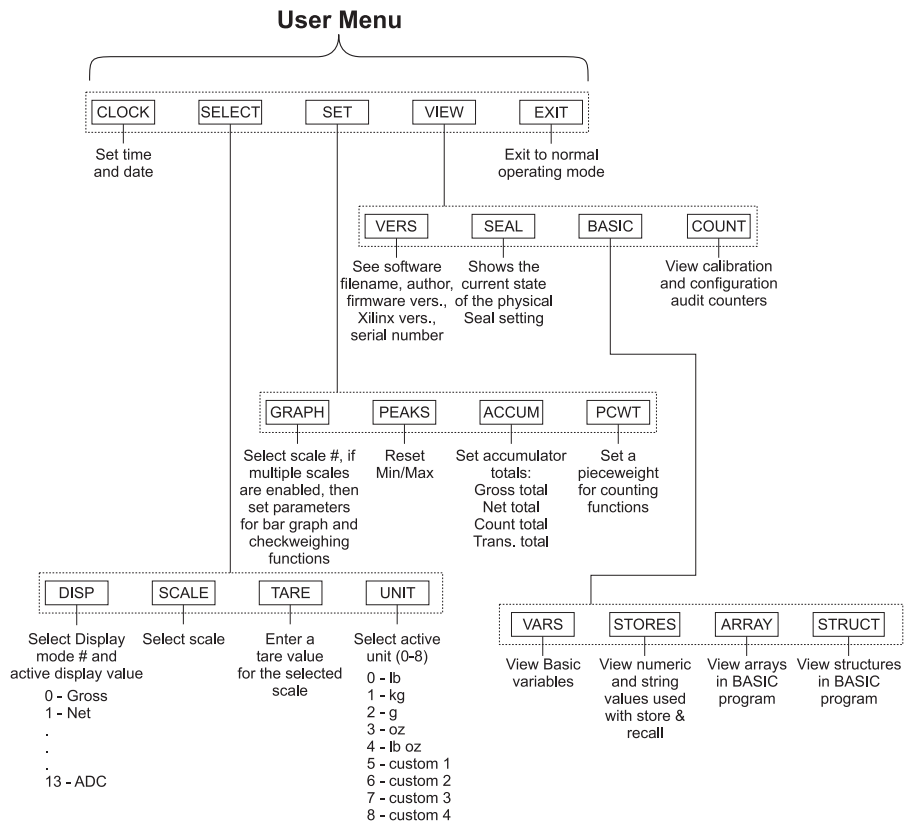 User Menu
CLOCK
SELECT
SET
VIEW
EXIT
Set time
and date
Exit to normal
operating mode
VERS
SEAL
BASIC
COUNT
See software
filename, author,
firmware vers.,
Xilinx vers.,
serial number
Shows the
current state
of the physical
Seal setting
View calibration
and configuration
audit counters
GRAPH
PEAKS
ACCUM
PCWT
Select scale #, if
multiple scales
are enabled, then
set parameters
for bar graph and
checkweighing
functions
Reset
Min/Max
Set accumulator
totals:
Gross total
Net total
Count total
Trans. total
Set a
pieceweight
for counting
functions
DISP
SCALE
TARE
UNIT
Select Display
mode # and
active display value
0 - Gross
1 - Net
.
.
.
13 - ADC
Select scale
Enter a
tare value
for the selected
scale
Select active
unit (0-8)
0 - lb
1 - kg
2 - g
3 - oz
4 - lb oz
5 - custom 1
6 - custom 2
7 - custom 3
8 - custom 4
VARS
STORES
ARRAY
STRUCT
View Basic
variables
View numeric
and string
values used
with store &
recall
View arrays
in BASIC
program
View structures
in BASIC
program